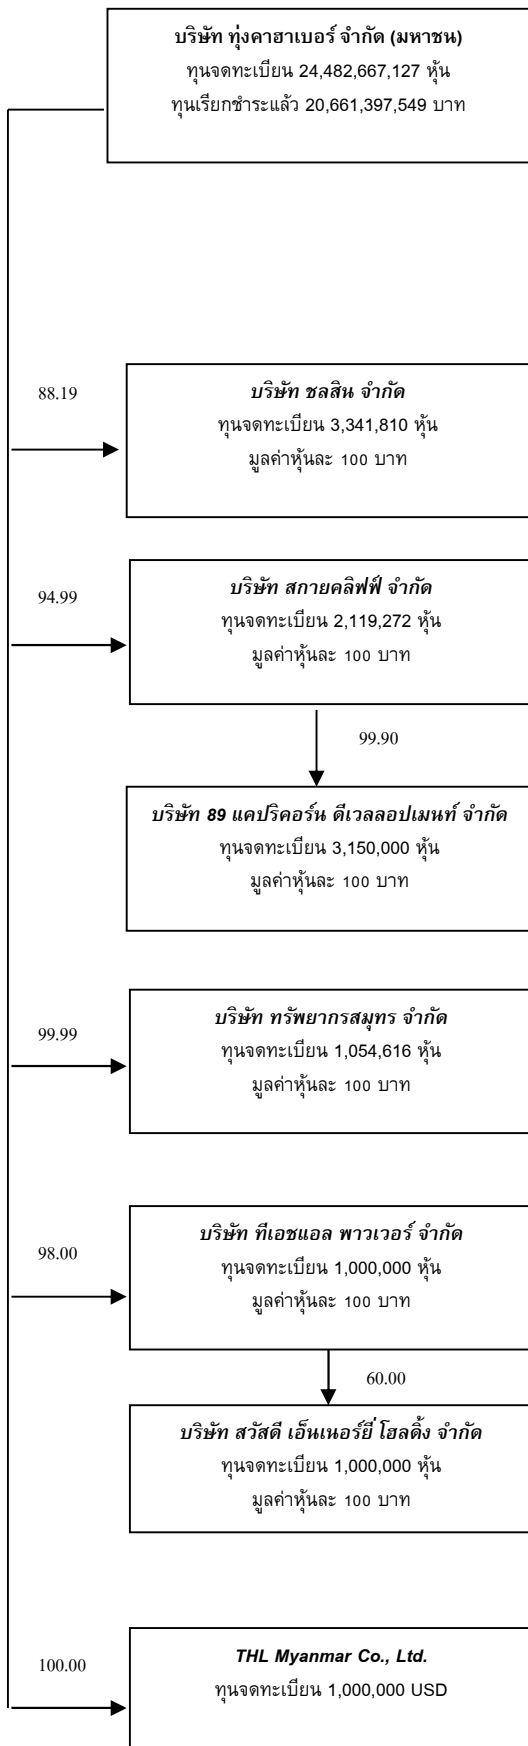 บริษัท ทุ่งคาฮาเบอร์ จำกัด (มหาชน)
ทุนจดทะเบียน 24,482,667,127 หุ้น
ทุนเรียกชำระแล้ว 20,661,397,549 บาท
88.19
บริษัท ชลสิน จำกัด
ทุนจดทะเบียน 3,341,810 หุ้น
มูลค่าหุ้นละ 100 บาท
94.99
บริษัท สกายคลิฟฟ์ จำกัด
ทุนจดทะเบียน 2,119,272 หุ้น
มูลค่าหุ้นละ 100 บาท
99.90
บริษัท 89 แคปริคอร์น ดีเวลลอปเมนท์ จำกัด
ทุนจดทะเบียน 3,150,000 หุ้น
มูลค่าหุ้นละ 100 บาท
99.99
บริษัท ทรัพยากรสมุทร จำกัด
ทุนจดทะเบียน 1,054,616 หุ้น
มูลค่าหุ้นละ 100 บาท
98.00
บริษัท ทีเอชแอล พาวเวอร์ จำกัด
ทุนจดทะเบียน 1,000,000 หุ้น
มูลค่าหุ้นละ 100 บาท
60.00
บริษัท สวัสดี เอ็นเนอร์ยี่ โฮลดิ้ง จำกัด
ทุนจดทะเบียน 1,000,000 หุ้น
มูลค่าหุ้นละ 100 บาท
100.00
THL Myanmar Co., Ltd.
ทุนจดทะเบียน 1,000,000 USD